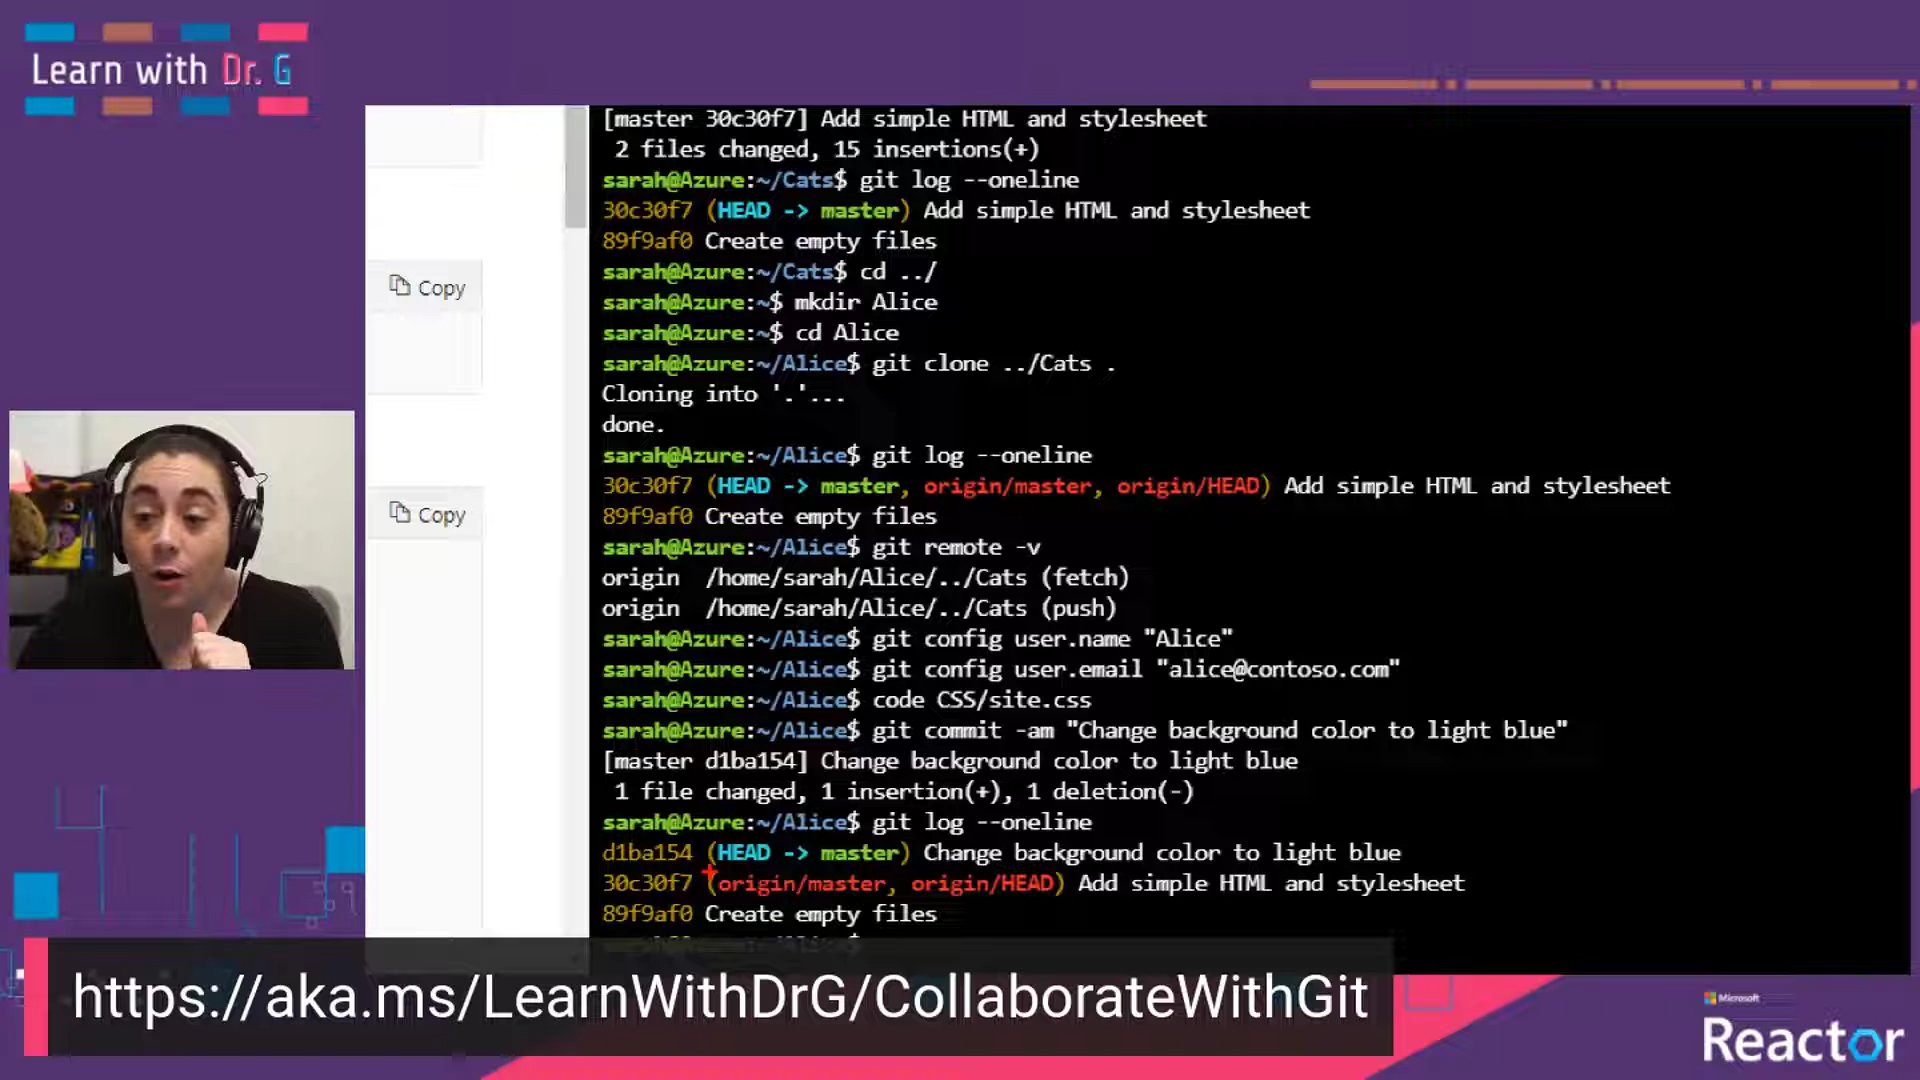 Learn with Dr. G
Copy
Copy
[master 30c30f7] Add simple HTML and stylesheet
2 files changed, 15 insertions(+)
sarah@Azure:~/Cats$ git log --oneline
30c30f7 (HEAD -> master) Add simple HTML and stylesheet
89f9af0 Create empty files
sarah@Azure:~/Cats$ cd ../
sarah@Azure:~$ mkdir Alice
sarah@Azure:~$ cd Alice
sarah@Azure:~/Alice$ git clone ../Cats .
Cloning into '.'...
done.
sarah@Azure:~/Alice$ git log --oneline
30c30f7 (HEAD -> master, origin/master, origin/HEAD) Add simple HTML and stylesheet
89f9af0 Create empty files
sarah@Azure:~/Alice$ git remote -v
origin /home/sarah/Alice/../Cats (fetch)
origin /home/sarah/Alice/../Cats (push)
sarah@Azure:~/Alice$ git config user.name "Alice"
sarah@Azure:~/Alice$ git config user.email "alice@contoso.com"
sarah@Azure:~/Alice$ code CSS/site.css
sarah@Azure:~/Alice$ git commit -am "Change background color to light blue"
[master d1ba154] Change background color to light blue
1 file changed, 1 insertion(+), 1 deletion(-)
sarah@Azure:~/Alice$ git log --oneline
d1ba154 (HEAD -> master) Change background color to light blue
30c30f7 (origin/master, origin/HEAD) Add simple HTML and stylesheet
89f9af0 Create empty files
https://aka.ms/LearnWithDrG/CollaborateWithGit
Microsoft
Reactor